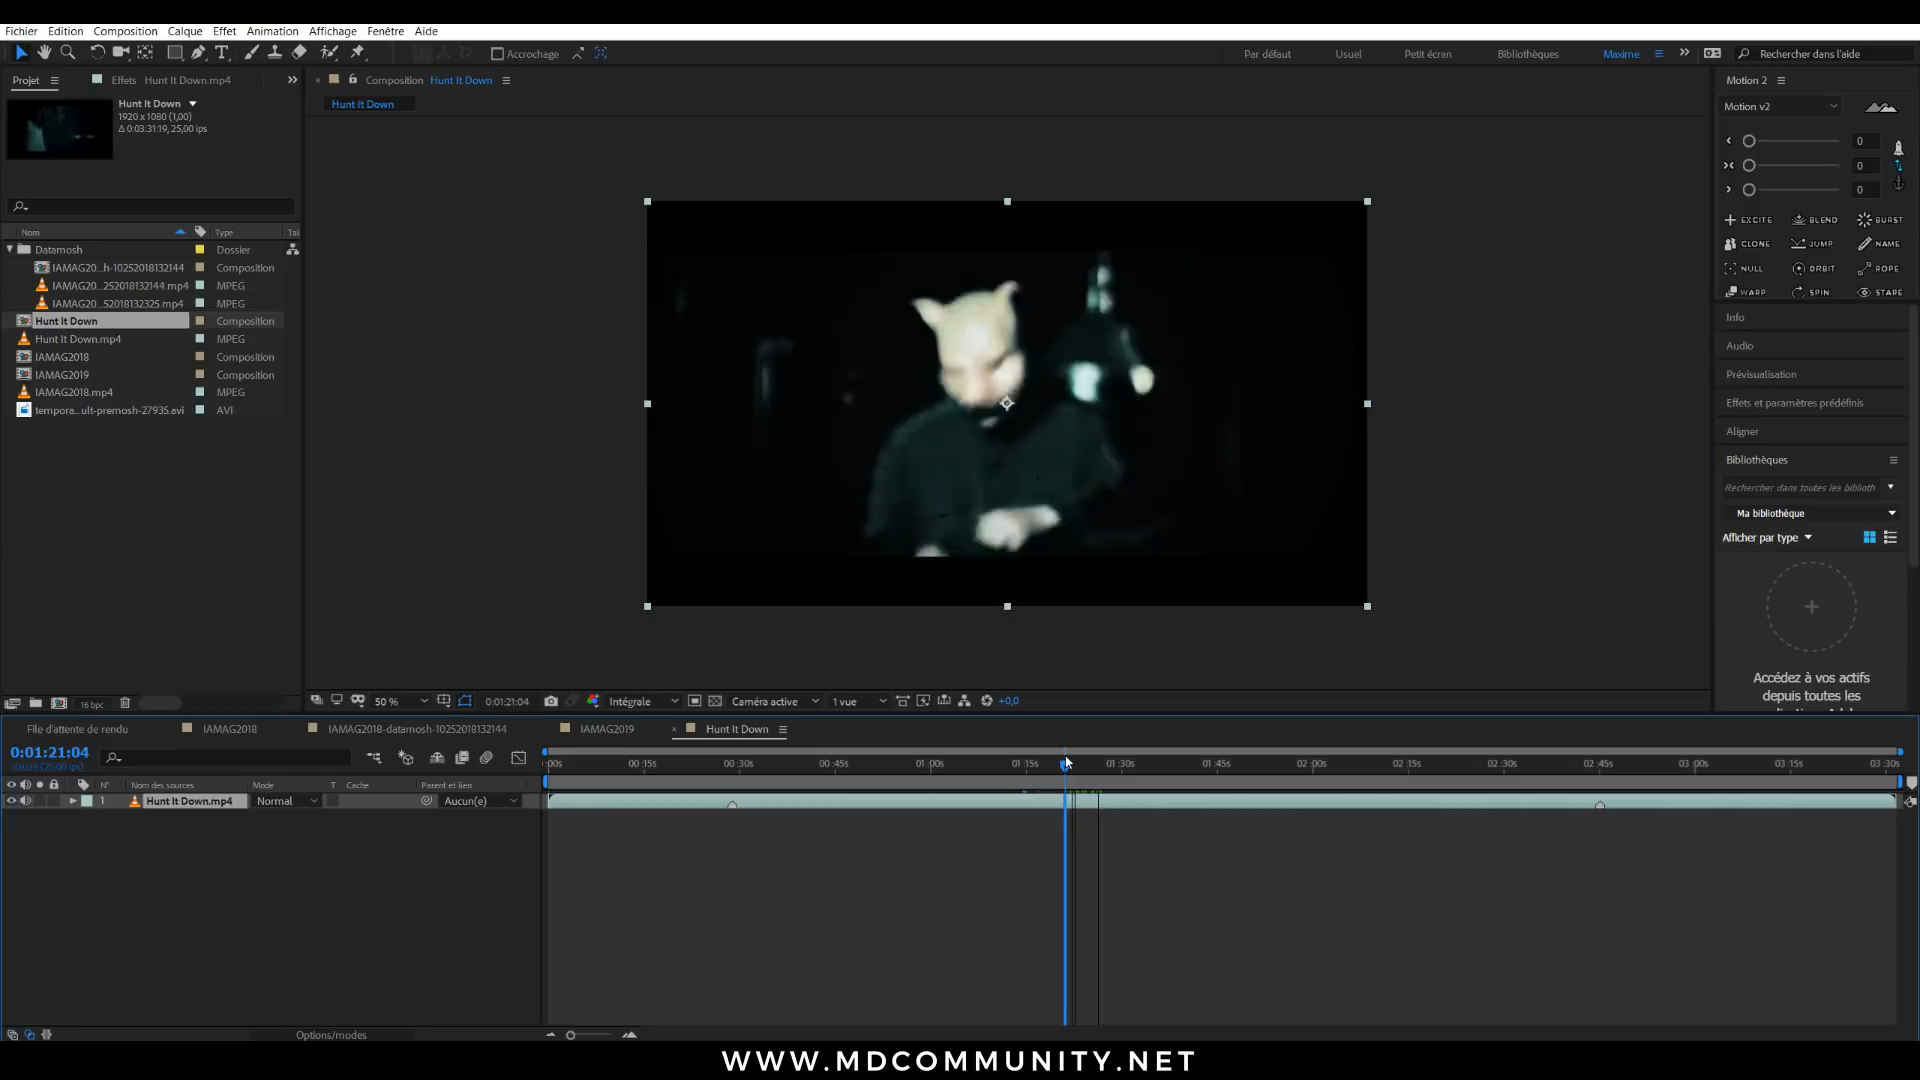 Fichier Edition Composition Calque Effet Animation Affichage Fenêtre Aide
Accrochage Par défaut Usuel Petit écran Bibliothèques Maxime Rechercher dans l'aide
Projet Effets Hunt It Down.mp4 Composition Hunt It Down Motion 2
Hunt It Down
1920 x 1080 (1,00)
Δ 0:03:31:19, 25,00 ips
Hunt It Down
Motion v2
0
0
0
EXCITE BLEND BURST
CLONE JUMP NAME
NULL ORBIT ROPE
WARP SPIN STARE
Nom Type Tai
Datamosh Dossier
IAMAG20...h-10252018132144 Composition
IAMAG20...252018132144.mp4 MPEG
IAMAG20...52018132325.mp4 MPEG
Hunt It Down Composition
Hunt It Down.mp4 MPEG
IAMAG2018 Composition
IAMAG2019 Composition
IAMAG2018.mp4 MPEG
tempora...ult-premosh-27935.avi AVI
Info
Audio
Prévisualisation
Effets et paramètres prédéfinis
Aligner
Bibliothèques
Rechercher dans toutes les biblioth
Ma bibliothèque
Afficher par type
Accédez à vos actifs
depuis toutes les
16 bpc
50 % 0:01:21:04 Intégrale Caméra active 1 vue +0,0
File d'attente de rendu IAMAG2018 IAMAG2018-datamosh-10252018132144 IAMAG2019 Hunt It Down
0:01:21:04
:00s 00:15s 00:30s 00:45s 01:00s 01:15s 01:30s 01:45s 02:00s 02:15s 02:30s 02:45s 03:00s 03:15s 03:30s
N° Nom des sources Mode T Cache Parent et lien
1 Hunt It Down.mp4 Normal Aucun(e)
Options/modes
WWW.MDCOMMUNITY.NET